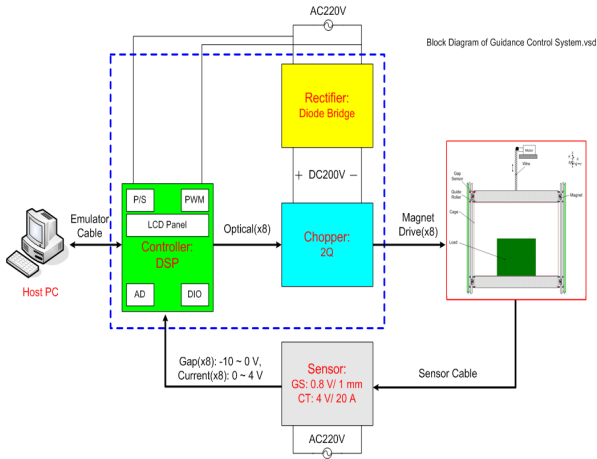 AC220V
Block Diagram of Guidance Control System.vsd
Rectifier:
Diode Bridge
+ DC200V −
P/S
PWM
LCD Panel
Controller:
DSP
AD
DIO
Emulator
Cable
Host PC
Optical(x8)
Chopper:
2Q
Magnet
Drive(x8)
Motor
Wire
Gap
Sensor
Guide
Roller
Magnet
Cage
Load
Gap(x8): -10 ~ 0 V,
Current(x8): 0 ~ 4 V
Sensor:
GS: 0.8 V/ 1 mm
CT: 4 V/ 20 A
Sensor Cable
AC220V